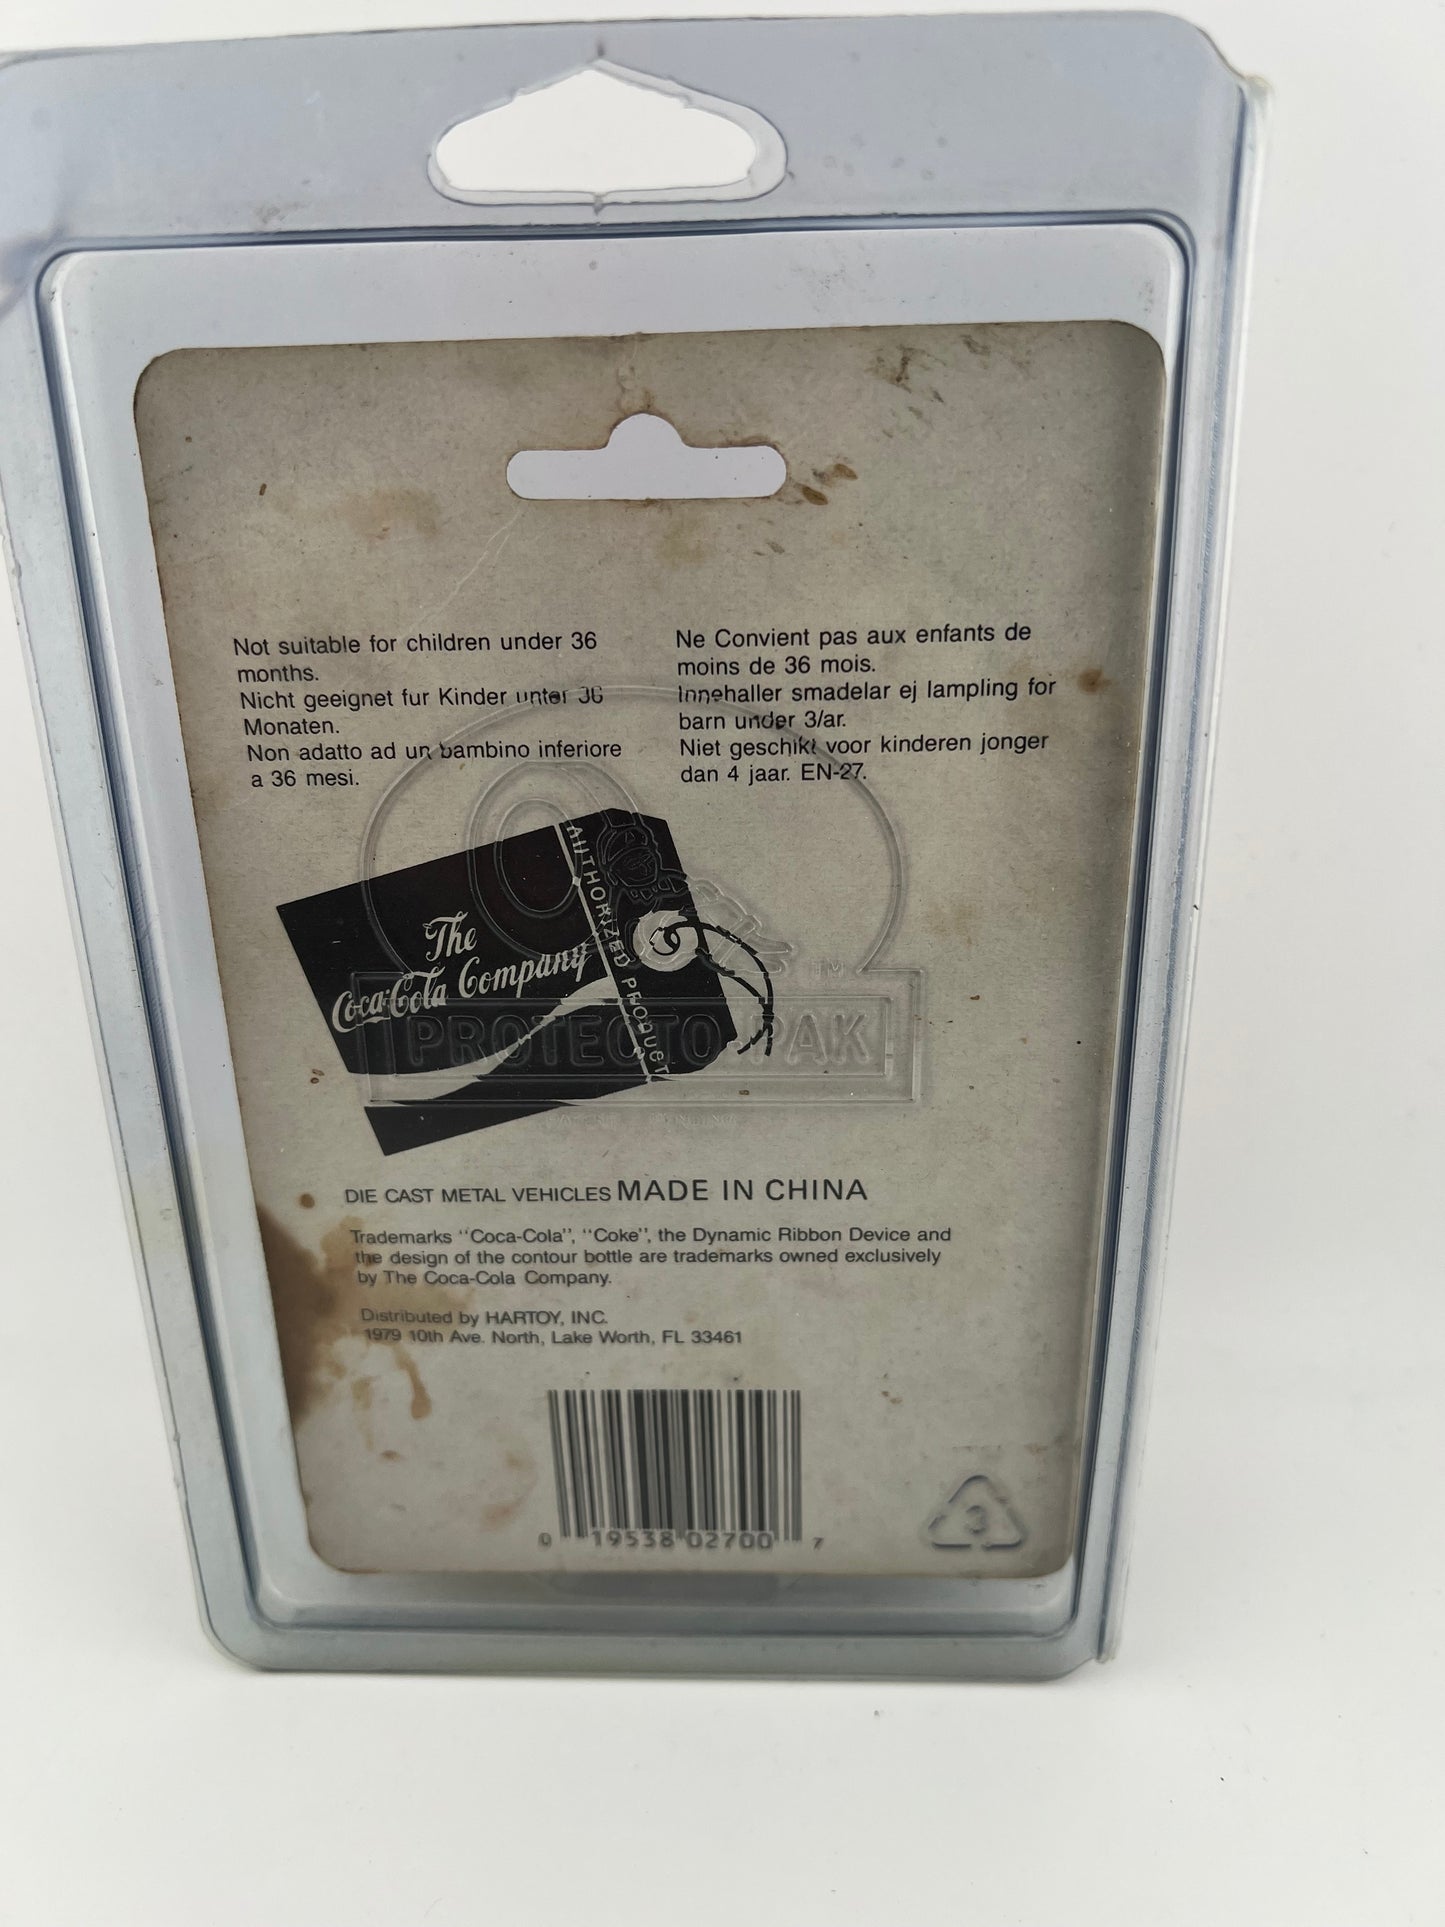 Not suitable for children under 36
months.
Nicht geeignet fur Kinder unter 36
Monaten.
Non adatto ad un bambino inferiore
a 36 mesi.
Ne Convient pas aux enfants de
moins de 36 mois.
Innehaller smadelar ej lampling for
barn under 3/ar.
Niet geschikt voor kinderen jonger
dan 4 jaar. EN-27.
AUTHORIZED PRODUCT
The
Coca-Cola Company
TM
PROTECTO-PAK
PATENT PENDING
DIE CAST METAL VEHICLES MADE IN CHINA
Trademarks "Coca-Cola", "Coke", the Dynamic Ribbon Device and
the design of the contour bottle are trademarks owned exclusively
by The Coca-Cola Company.
Distributed by HARTOY, INC.
1979 10th Ave. North, Lake Worth, FL 33461
0 19538 02700 7
3